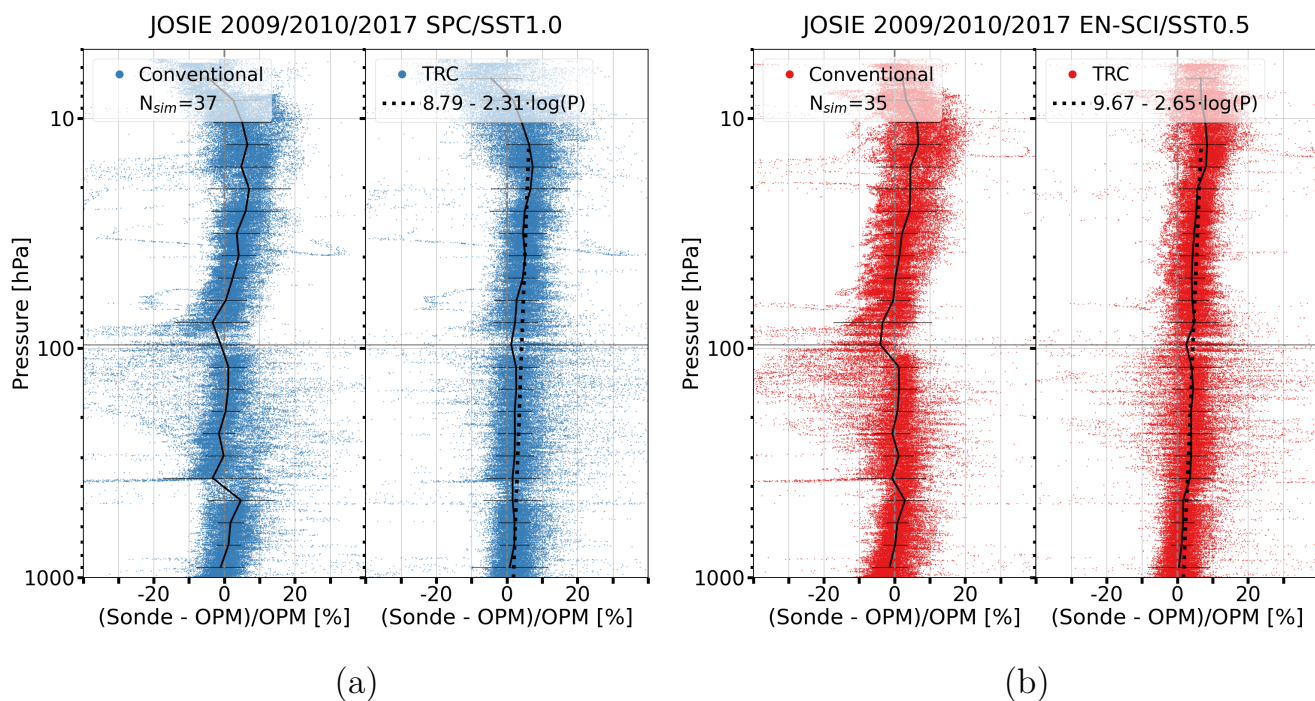 JOSIE 2009/2010/2017 SPC/SST1.0
Conventional
N_sim=37
TRC
8.79 - 2.31·log(P)
10
100
1000
Pressure [hPa]
-20 0 20
-20 0 20
(Sonde - OPM)/OPM [%]
(Sonde - OPM)/OPM [%]
(a)
JOSIE 2009/2010/2017 EN-SCI/SST0.5
Conventional
N_sim=35
TRC
9.67 - 2.65·log(P)
10
100
1000
Pressure [hPa]
-20 0 20
-20 0 20
(Sonde - OPM)/OPM [%]
(Sonde - OPM)/OPM [%]
(b)